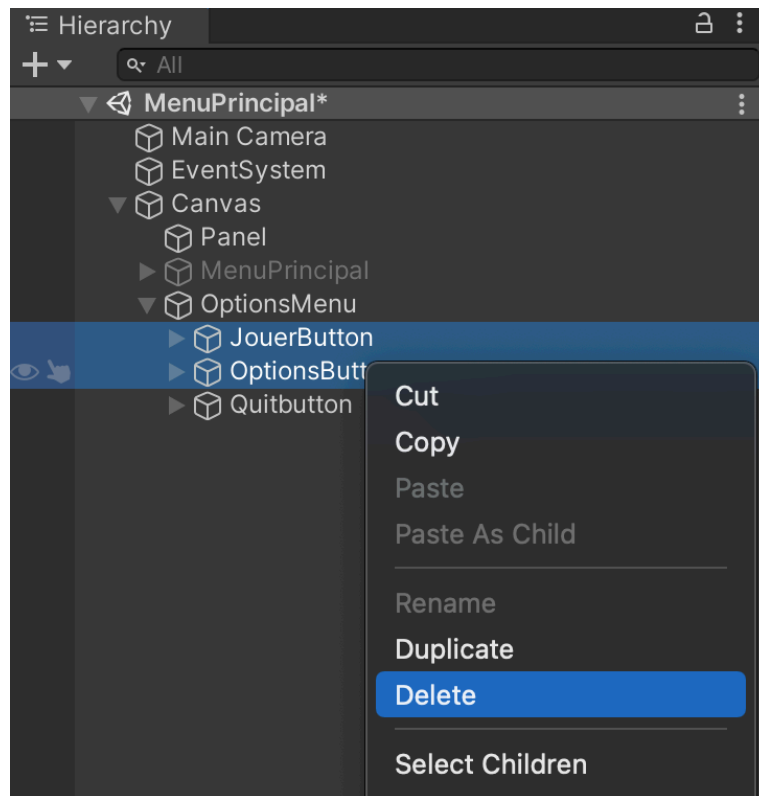 Hierarchy
All
MenuPrincipal*
Main Camera
EventSystem
Canvas
Panel
MenuPrincipal
OptionsMenu
JouerButton
OptionsButt
Quitbutton
Cut
Copy
Paste
Paste As Child
Rename
Duplicate
Delete
Select Children